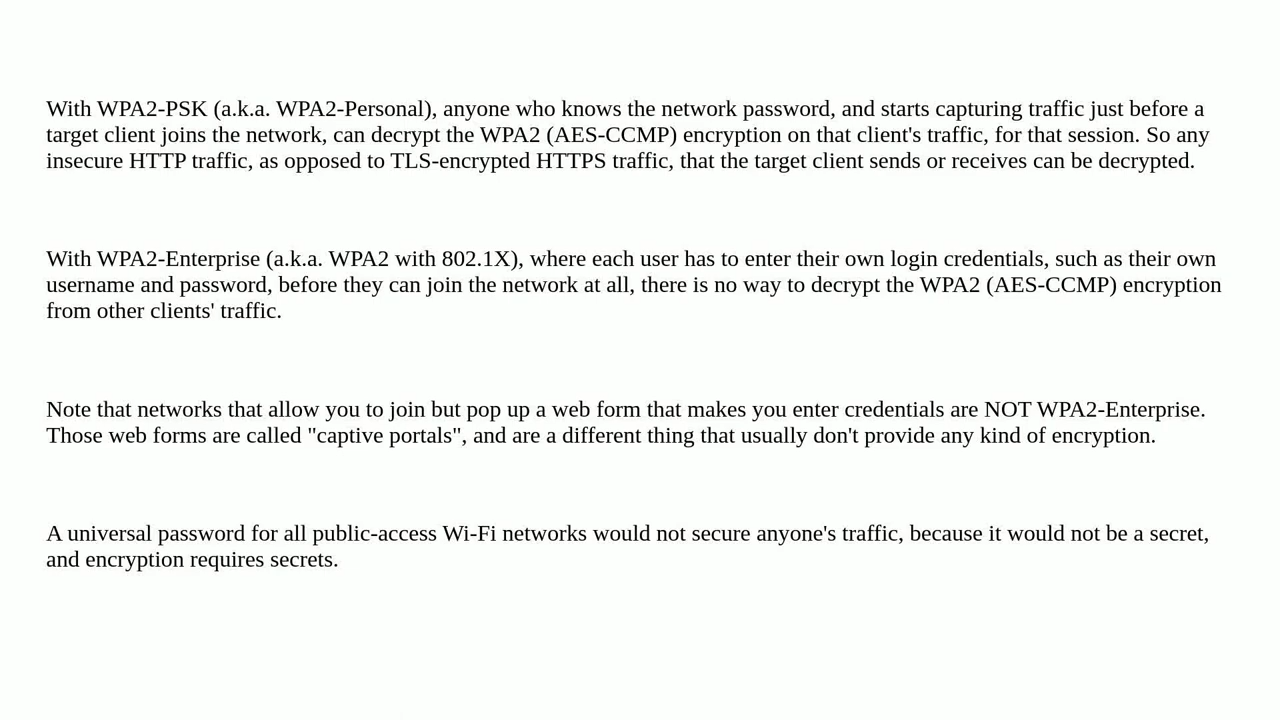 With WPA2-PSK (a.k.a. WPA2-Personal), anyone who knows the network password, and starts capturing traffic just before a
target client joins the network, can decrypt the WPA2 (AES-CCMP) encryption on that client's traffic, for that session. So any
insecure HTTP traffic, as opposed to TLS-encrypted HTTPS traffic, that the target client sends or receives can be decrypted.
With WPA2-Enterprise (a.k.a. WPA2 with 802.1X), where each user has to enter their own login credentials, such as their own
username and password, before they can join the network at all, there is no way to decrypt the WPA2 (AES-CCMP) encryption
from other clients' traffic.
Note that networks that allow you to join but pop up a web form that makes you enter credentials are NOT WPA2-Enterprise.
Those web forms are called "captive portals", and are a different thing that usually don't provide any kind of encryption.
A universal password for all public-access Wi-Fi networks would not secure anyone's traffic, because it would not be a secret,
and encryption requires secrets.